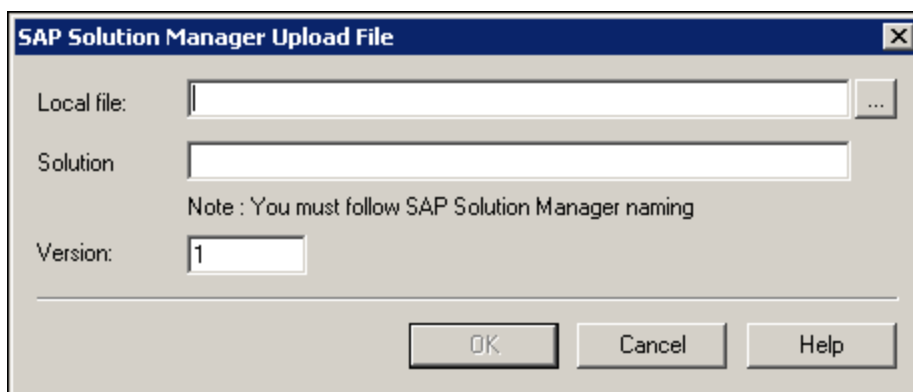 SAP Solution Manager Upload File
Local file:
...
Solution
Note : You must follow SAP Solution Manager naming
Version:
1
OK Cancel Help